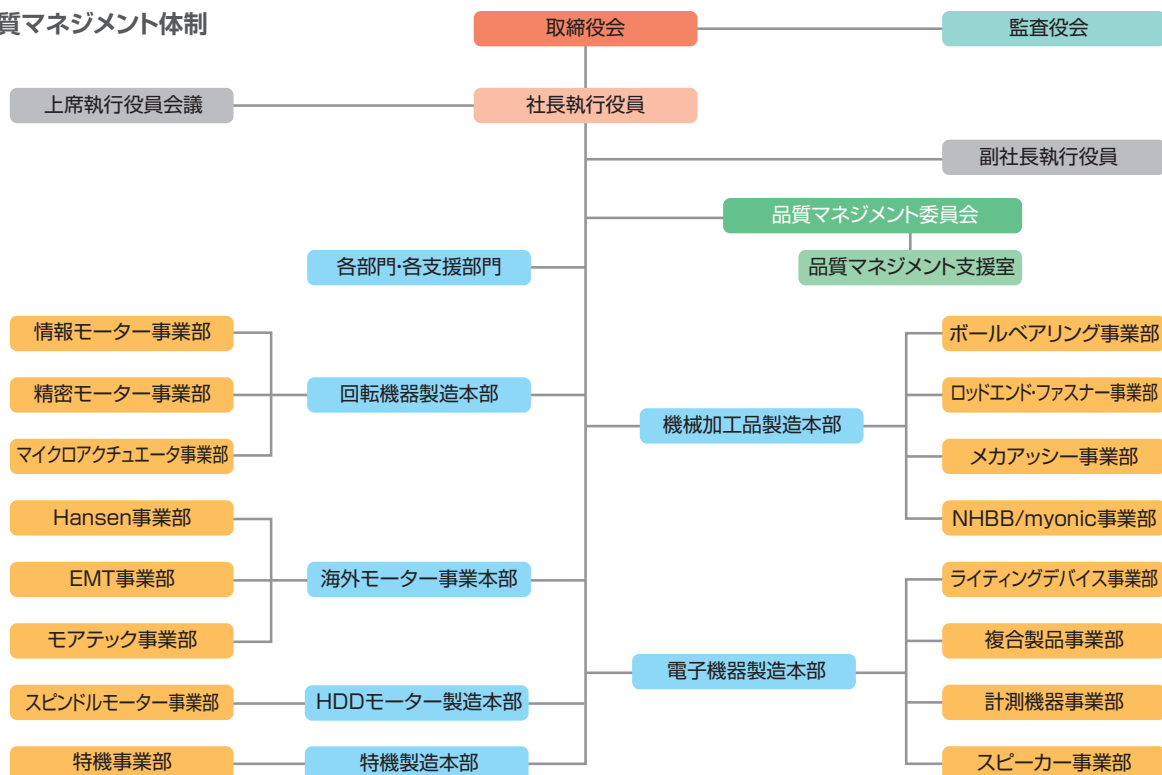 質マネジメント体制
取締役会
監査役会
上席執行役員会議
社長執行役員
副社長執行役員
品質マネジメント委員会
品質マネジメント支援室
各部門・各支援部門
情報モーター事業部
精密モーター事業部
マイクロアクチュエータ事業部
回転機器製造本部
Hansen事業部
EMT事業部
モアテック事業部
海外モーター事業本部
スピンドルモーター事業部
HDDモーター製造本部
特機事業部
特機製造本部
機械加工品製造本部
ボールベアリング事業部
ロッドエンド・ファスナー事業部
メカアッシー事業部
NHBB/myonic事業部
電子機器製造本部
ライティングデバイス事業部
複合製品事業部
計測機器事業部
スピーカー事業部